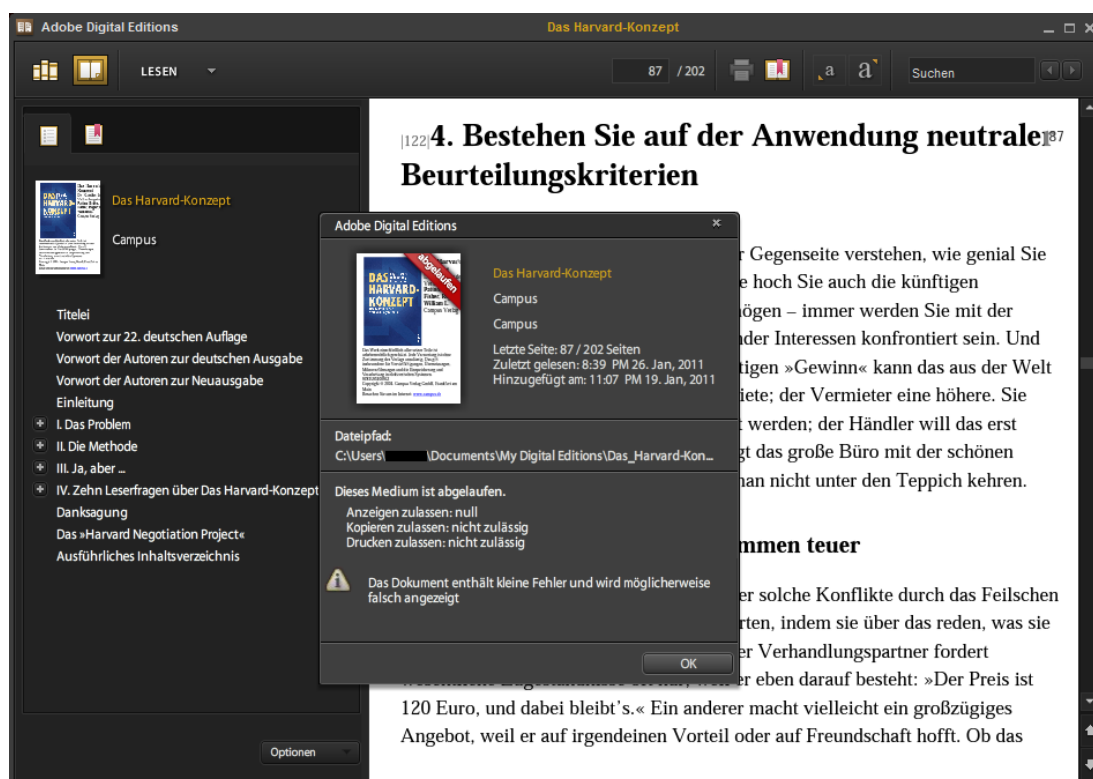 Adobe Digital Editions
Das Harvard-Konzept
LESEN
87 / 202
a a
Suchen
Das Harvard-Konzept
Campus
Titelei
Vorwort zur 22. deutschen Auflage
Vorwort der Autoren zur deutschen Ausgabe
Vorwort der Autoren zur Neuausgabe
Einleitung
I. Das Problem
II. Die Methode
III. Ja, aber ...
IV. Zehn Leserfragen über Das Harvard-Konzept
Danksagung
Das »Harvard Negotiation Project«
Ausführliches Inhaltsverzeichnis
Optionen
|122|4. Bestehen Sie auf der Anwendung neutraler 87
Beurteilungskriterien
r Gegenseite verstehen, wie genial Sie
e hoch Sie auch die künftigen
ögen – immer werden Sie mit der
nder Interessen konfrontiert sein. Und
tigen »Gewinn« kann das aus der Welt
iete; der Vermieter eine höhere. Sie
t werden; der Händler will das erst
gt das große Büro mit der schönen
nan nicht unter den Teppich kehren.
mmen teuer
er solche Konflikte durch das Feilschen
rten, indem sie über das reden, was sie
er Verhandlungspartner fordert
er eben darauf besteht: »Der Preis ist
120 Euro, und dabei bleibt’s.« Ein anderer macht vielleicht ein großzügiges
Angebot, weil er auf irgendeinen Vorteil oder auf Freundschaft hofft. Ob das
Adobe Digital Editions
abgelaufen
DAS
HARVARD-
KONZEPT
Das Harvard-Konzept
Campus
Campus
Letzte Seite: 87 / 202 Seiten
Zuletzt gelesen: 8:39 PM 26. Jan, 2011
Hinzugefügt am: 11:07 PM 19. Jan, 2011
Dateipfad:
C:\Users\ \Documents\My Digital Editions\Das_Harvard-Kon...
Dieses Medium ist abgelaufen.
Anzeigen zulassen: null
Kopieren zulassen: nicht zulässig
Drucken zulassen: nicht zulässig
Das Dokument enthält kleine Fehler und wird möglicherweise
falsch angezeigt
OK